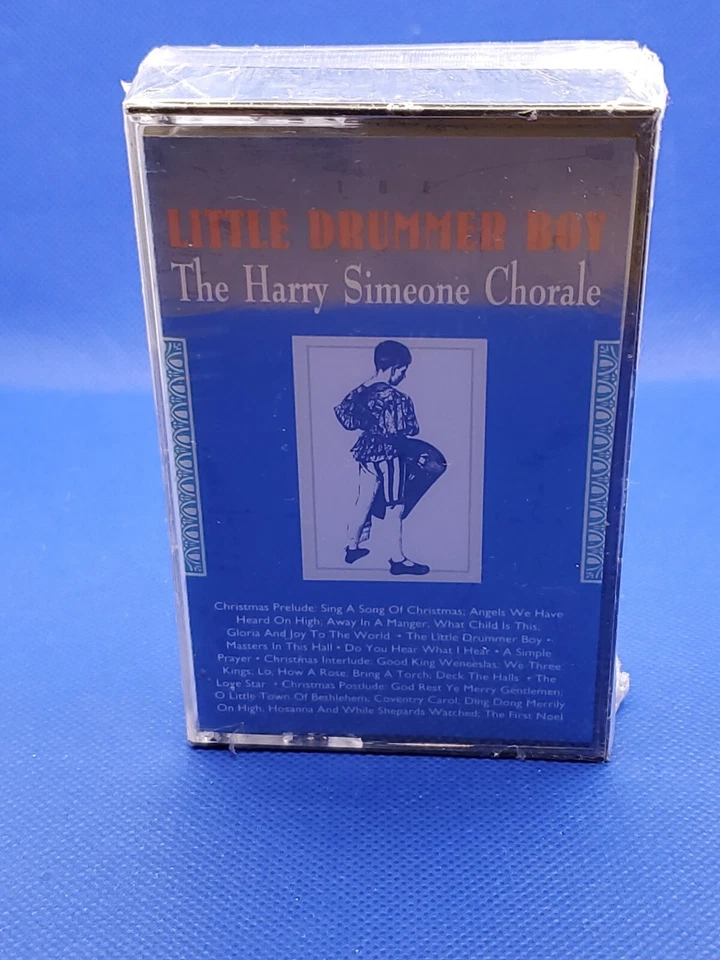 THE
LITTLE DRUMMER BOY
The Harry Simeone Chorale
Christmas Prelude: Sing A Song Of Christmas; Angels We Have
Heard On High; Away In A Manger; What Child Is This;
Gloria And Joy To The World • The Little Drummer Boy •
Masters In This Hall • Do You Hear What I Hear • A Simple
Prayer • Christmas Interlude: Good King Wenceslas; We Three
Kings; Lo, How A Rose; Bring A Torch; Deck The Halls • The
Love Star • Christmas Postlude: God Rest Ye Merry Gentlemen;
O Little Town Of Bethlehem; Coventry Carol; Ding Dong Merrily
On High; Hosanna And While Shepards Watched; The First Noel